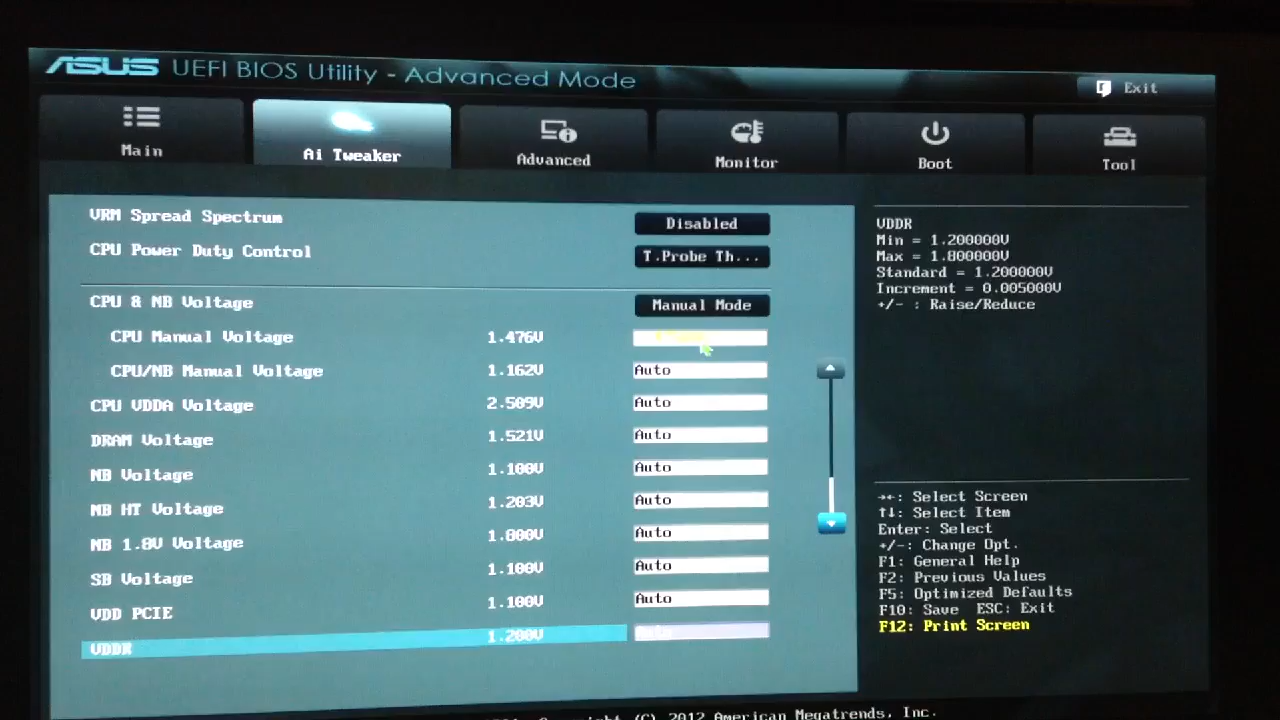 ASUS UEFI BIOS Utility - Advanced Mode
Exit
Main
Ai Tweaker
Advanced
Monitor
Boot
Tool
VRM Spread Spectrum Disabled
CPU Power Duty Control T.Probe Th...
CPU & NB Voltage Manual Mode
CPU Manual Voltage 1.476V
CPU/NB Manual Voltage 1.162V Auto
CPU VDDA Voltage 2.509V Auto
DRAM Voltage 1.521V Auto
NB Voltage 1.100V Auto
NB HT Voltage 1.203V Auto
NB 1.8V Voltage 1.800V Auto
SB Voltage 1.100V Auto
VDD PCIE 1.100V Auto
VDDR 1.200V Auto
VDDR
Min = 1.200000V
Max = 1.800000V
Standard = 1.200000V
Increment = 0.005000V
+/- : Raise/Reduce
→←: Select Screen
↑↓: Select Item
Enter: Select
+/-: Change Opt.
F1: General Help
F2: Previous Values
F5: Optimized Defaults
F10: Save ESC: Exit
F12: Print Screen
(C) 2012 American Megatrends, Inc.